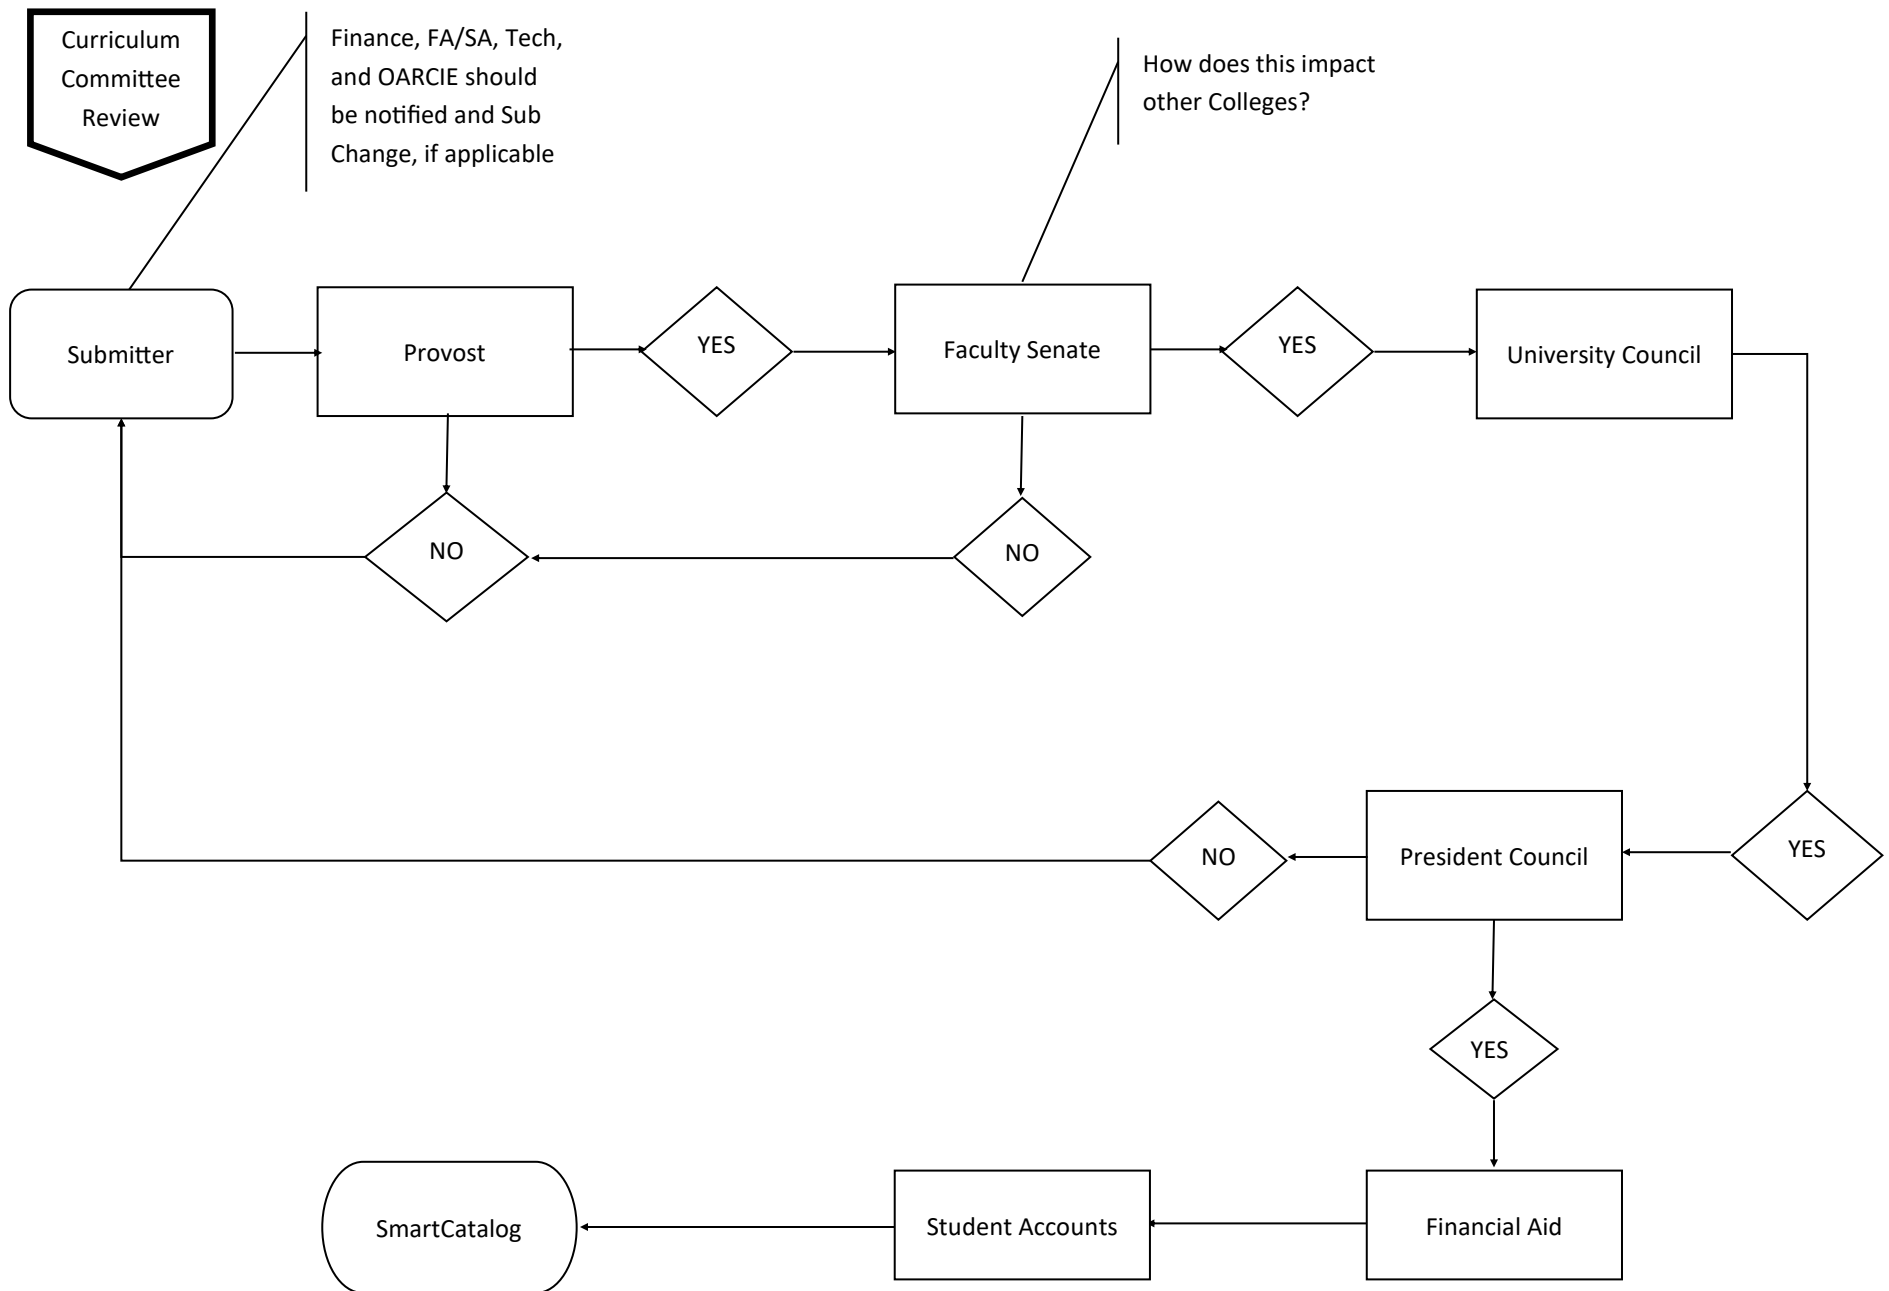 Curriculum
Committee
Review
Finance, FA/SA, Tech,
and OARCIE should
be notified and Sub
Change, if applicable
How does this impact
other Colleges?
Submitter
Provost
YES
Faculty Senate
YES
University Council
NO
NO
NO
President Council
YES
YES
SmartCatalog
Student Accounts
Financial Aid